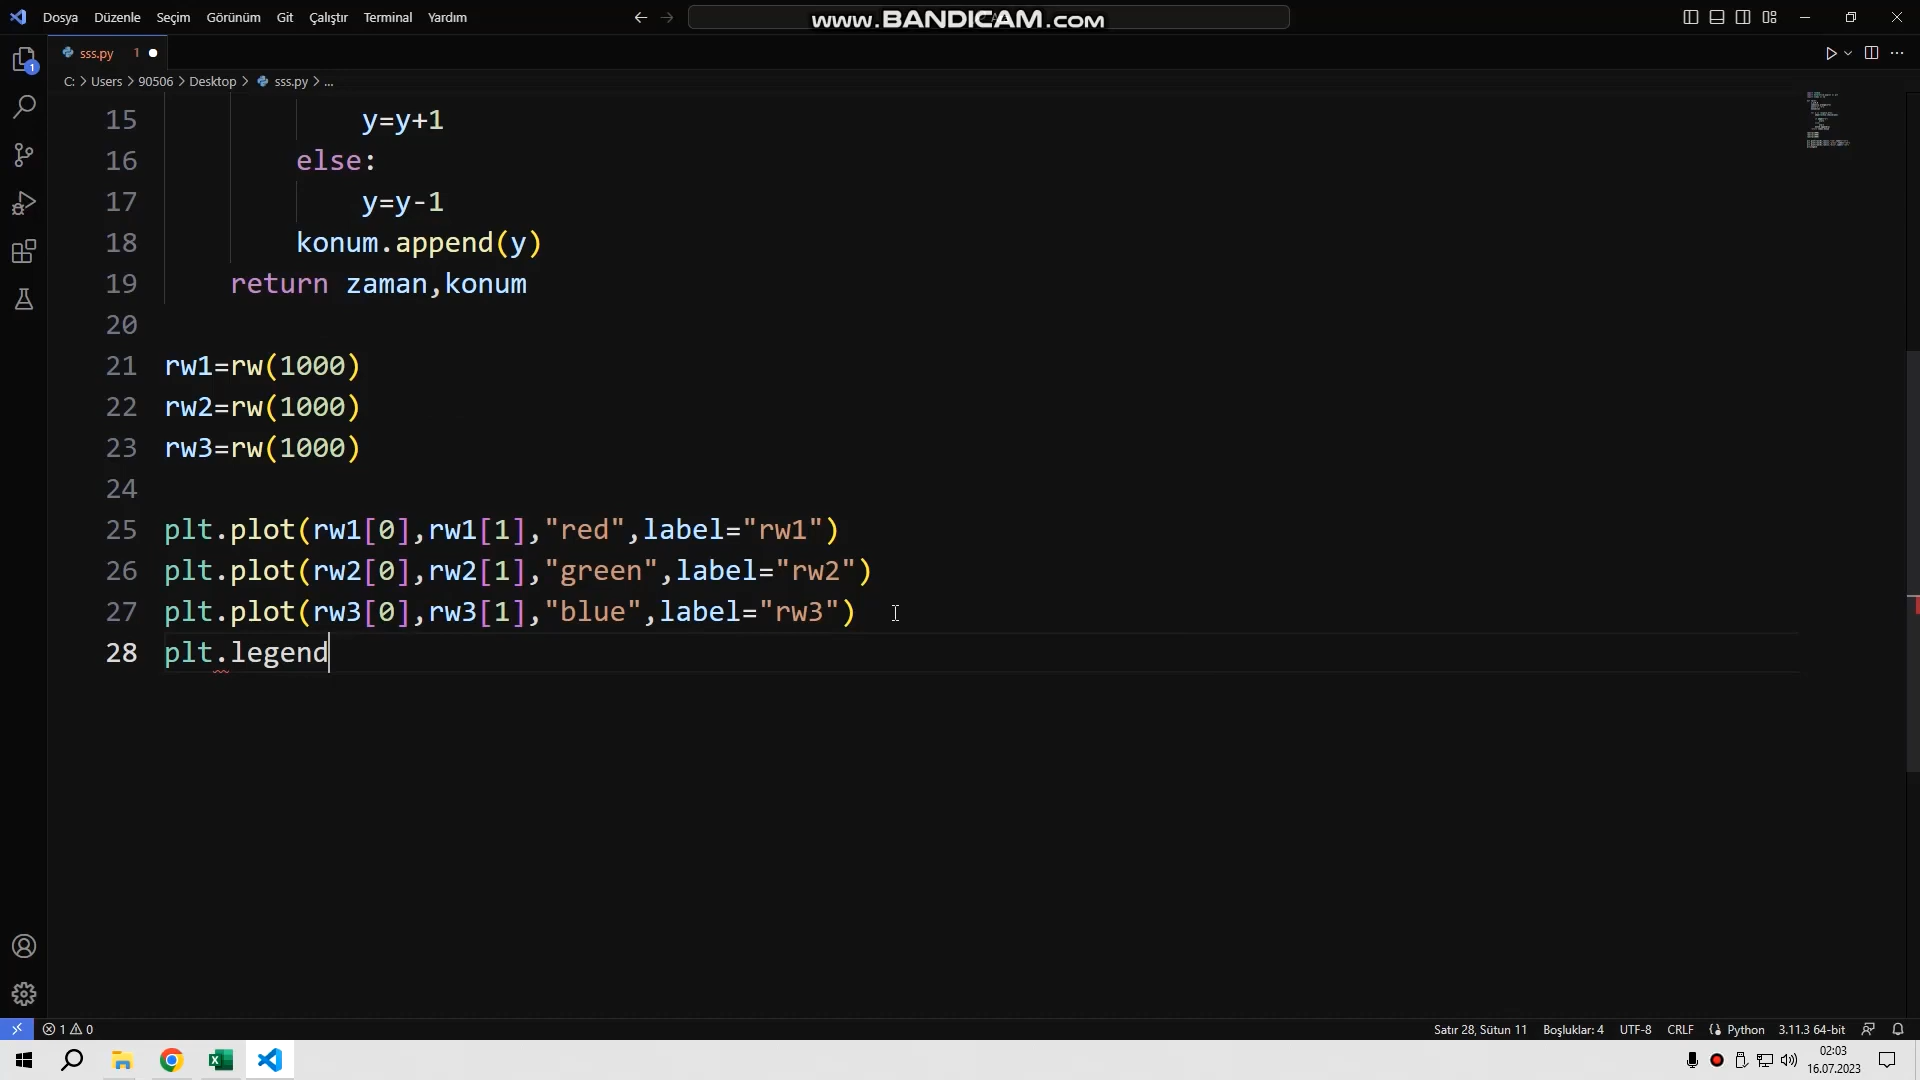 Dosya Düzenle Seçim Görünüm Git Çalıştır Terminal Yardım
www.BANDICAM.com
sss.py 1
C: > Users > 90506 > Desktop > sss.py > ...
15 y=y+1
16 else:
17 y=y-1
18 konum.append(y)
19 return zaman,konum
20
21 rw1=rw(1000)
22 rw2=rw(1000)
23 rw3=rw(1000)
24
25 plt.plot(rw1[0],rw1[1],"red",label="rw1")
26 plt.plot(rw2[0],rw2[1],"green",label="rw2")
27 plt.plot(rw3[0],rw3[1],"blue",label="rw3")
28 plt.legend
1
1 0
Satır 28, Sütun 11 Boşluklar: 4 UTF-8 CRLF Python 3.11.3 64-bit
02:03
16.07.2023